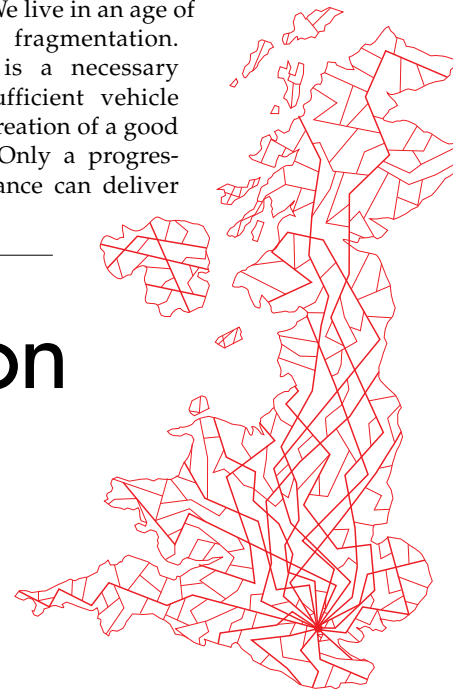 We live in an age of
fragmentation.
is a necessary
ufficient vehicle
reation of a good
Only a progres-
ance can deliver
on